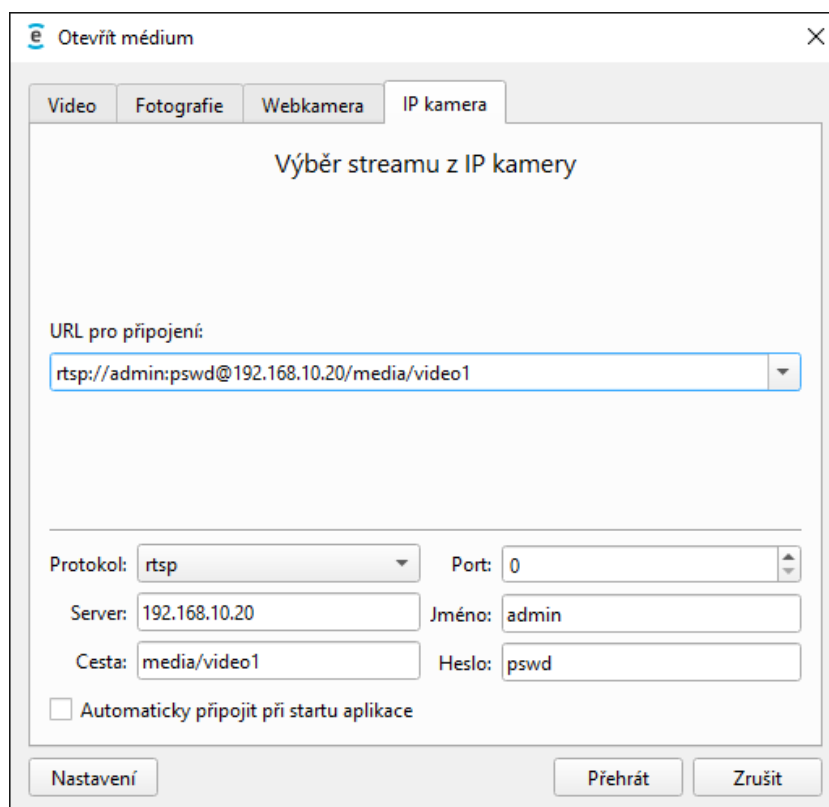 e Otevřít médium
Video Fotografie Webkamera IP kamera
Výběr streamu z IP kamery
URL pro připojení:
rtsp://admin:pswd@192.168.10.20/media/video1
Protokol: rtsp Port: 0
Server: 192.168.10.20 Jméno: admin
Cesta: media/video1 Heslo: pswd
Automaticky připojit při startu aplikace
Nastavení Přehrát Zrušit